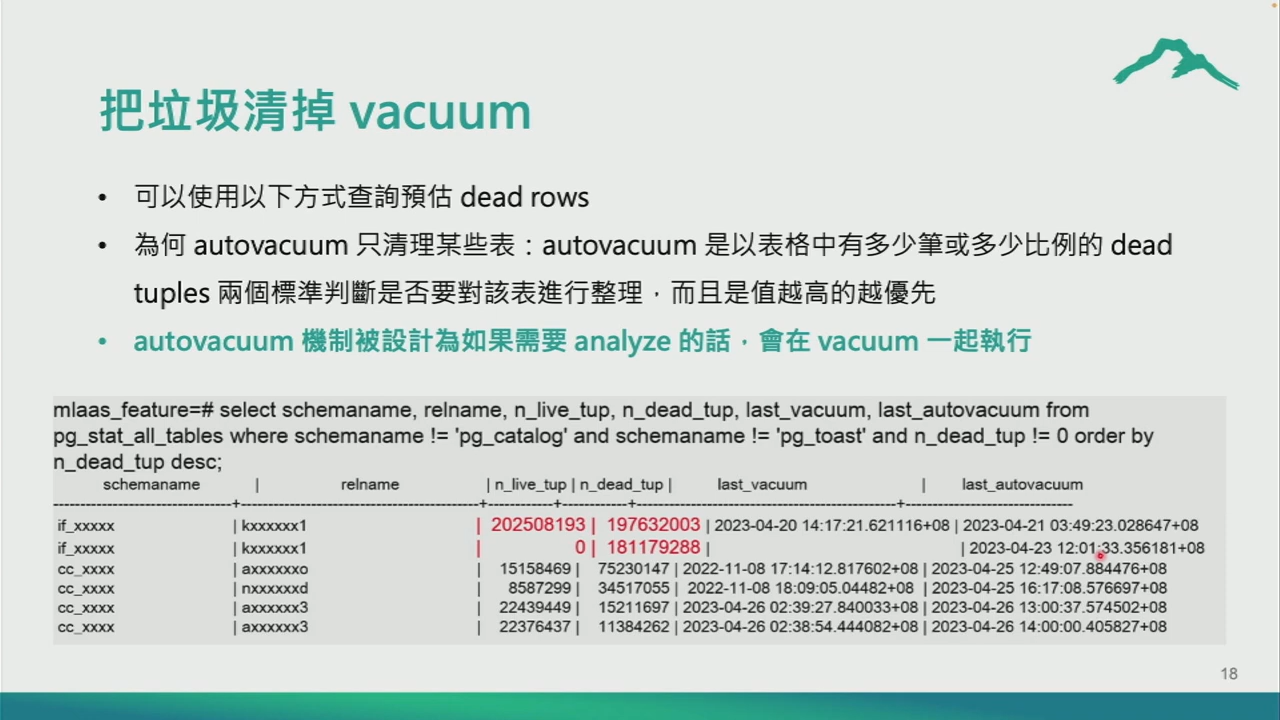 把垃圾清掉 vacuum
• 可以使用以下方式查詢預估 dead rows
• 為何 autovacuum 只清理某些表：autovacuum 是以表格中有多少筆或多少比例的 dead
tuples 兩個標準判斷是否要對該表進行整理，而且是值越高的越優先
• autovacuum 機制被設計為如果需要 analyze 的話，會在 vacuum 一起執行
mlaas_feature=# select schemaname, relname, n_live_tup, n_dead_tup, last_vacuum, last_autovacuum from
pg_stat_all_tables where schemaname != 'pg_catalog' and schemaname != 'pg_toast' and n_dead_tup != 0 order by
n_dead_tup desc;
schemaname | relname | n_live_tup | n_dead_tup | last_vacuum | last_autovacuum
---------------------------------+--------------------------------------------+------------+-------------+------------------------------------------------+-------------------------------
if_xxxxx | kxxxxxx1 | 202508193 | 197632003 | 2023-04-20 14:17:21.621116+08 | 2023-04-21 03:49:23.028647+08
if_xxxxx | kxxxxxx1 | 0 | 181179288 | | 2023-04-23 12:01:33.356181+08
cc_xxxx | axxxxxxo | 15158469 | 75230147 | 2022-11-08 17:14:12.817602+08 | 2023-04-25 12:49:07.884476+08
cc_xxxx | nxxxxxxd | 8587299 | 34517055 | 2022-11-08 18:09:05.04482+08 | 2023-04-25 16:17:08.576697+08
cc_xxxx | axxxxxx3 | 22439449 | 15211697 | 2023-04-26 02:39:27.840033+08 | 2023-04-26 13:00:37.574502+08
cc_xxxx | axxxxxx3 | 22376437 | 11384262 | 2023-04-26 02:38:54.444082+08 | 2023-04-26 14:00:00.405827+08
18